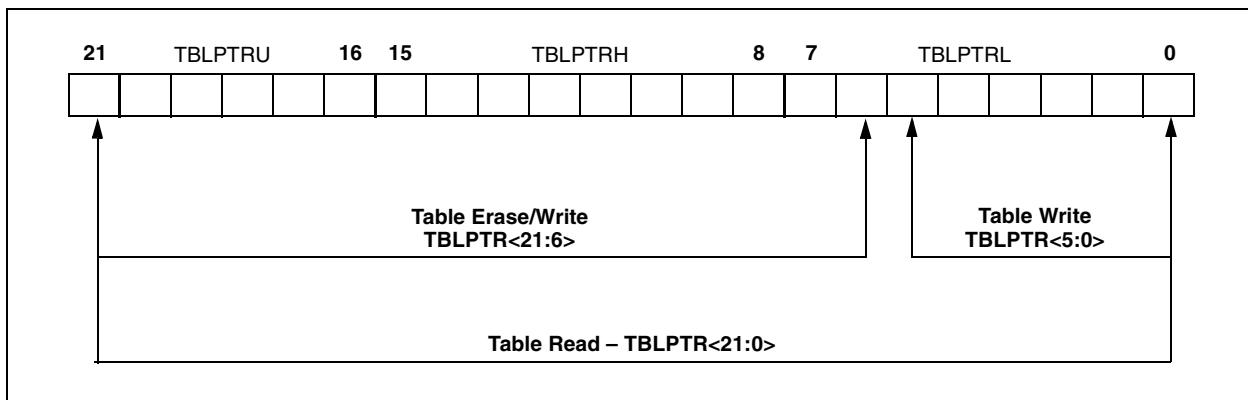 21 TBLPTRU 16 15 TBLPTRH 8 7 TBLPTRL 0
Table Erase/Write
TBLPTR<21:6>
Table Write
TBLPTR<5:0>
Table Read – TBLPTR<21:0>